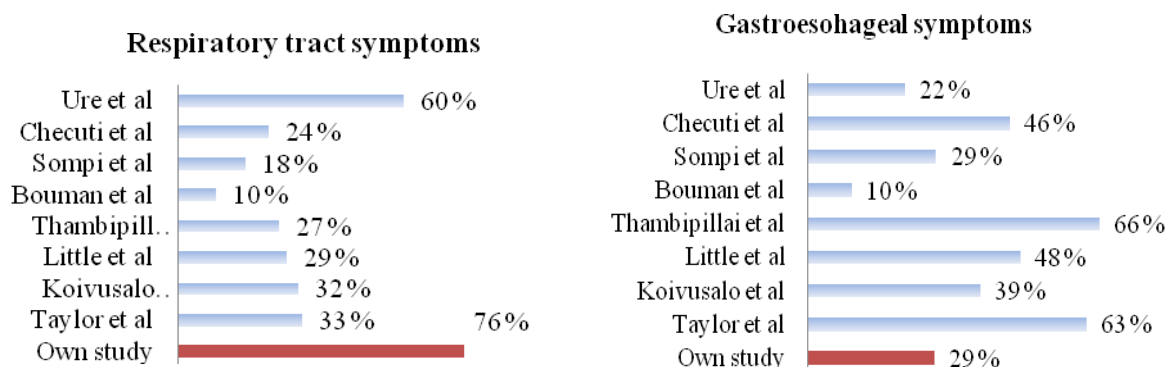 Respiratory tract symptoms
Ure et al 60%
Checuti et al 24%
Sompi et al 18%
Bouman et al 10%
Thambipill.. 27%
Little et al 29%
Koivusalo.. 32%
Taylor et al 33% 76%
Own study
Gastroesohageal symptoms
Ure et al 22%
Checuti et al 46%
Sompi et al 29%
Bouman et al 10%
Thambipillai et al 66%
Little et al 48%
Koivusalo et al 39%
Taylor et al 63%
Own study 29%